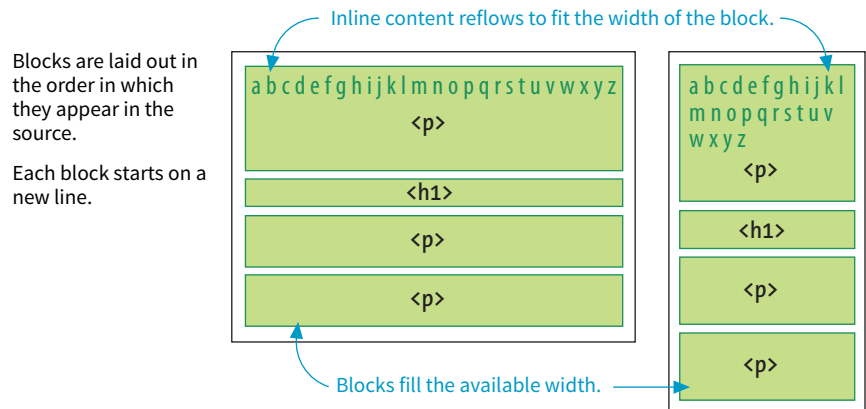 Inline content reflows to fit the width of the block.
Blocks are laid out in
the order in which
they appear in the
source.
Each block starts on a
new line.
a b c d e f g h i j k l m n o p q r s t u v w x y z
<p>
<h1>
<p>
<p>
a b c d e f g h i j k l
m n o p q r s t u v
w x y z
<p>
<h1>
<p>
<p>
Blocks fill the available width.